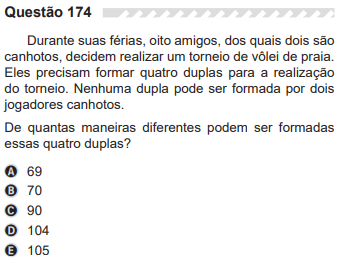 Questão 174
Durante suas férias, oito amigos, dos quais dois são
canhotos, decidem realizar um torneio de vôlei de praia.
Eles precisam formar quatro duplas para a realização
do torneio. Nenhuma dupla pode ser formada por dois
jogadores canhotos.
De quantas maneiras diferentes podem ser formadas
essas quatro duplas?
A 69
B 70
C 90
D 104
E 105